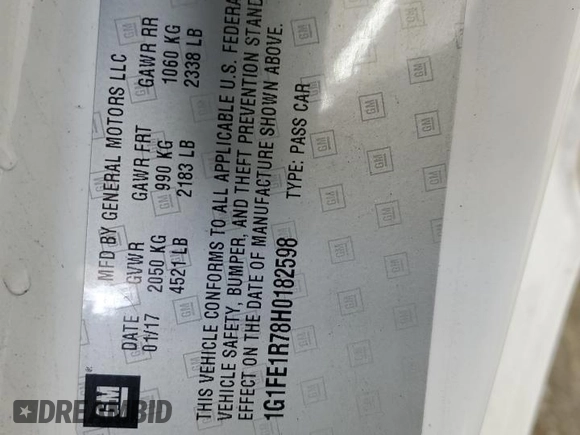 GM
MFD BY GENERAL MOTORS LLC
DATE GVWR GAWR FRT GAWR RR
01/17 2050 KG 990 KG 1060 KG
4521 LB 2183 LB 2338 LB
THIS VEHICLE CONFORMS TO ALL APPLICABLE U.S. FEDERA
VEHICLE SAFETY, BUMPER, AND THEFT PREVENTION STAND
EFFECT ON THE DATE OF MANUFACTURE SHOWN ABOVE.
1G1FE1R78H0182598 TYPE: PASS CAR
DREAMBID